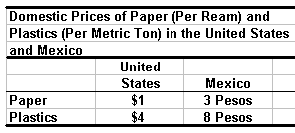 Domestic Prices of Paper (Per Ream) and
Plastics (Per Metric Ton) in the United States
and Mexico
United
States Mexico
Paper $1 3 Pesos
Plastics $4 8 Pesos